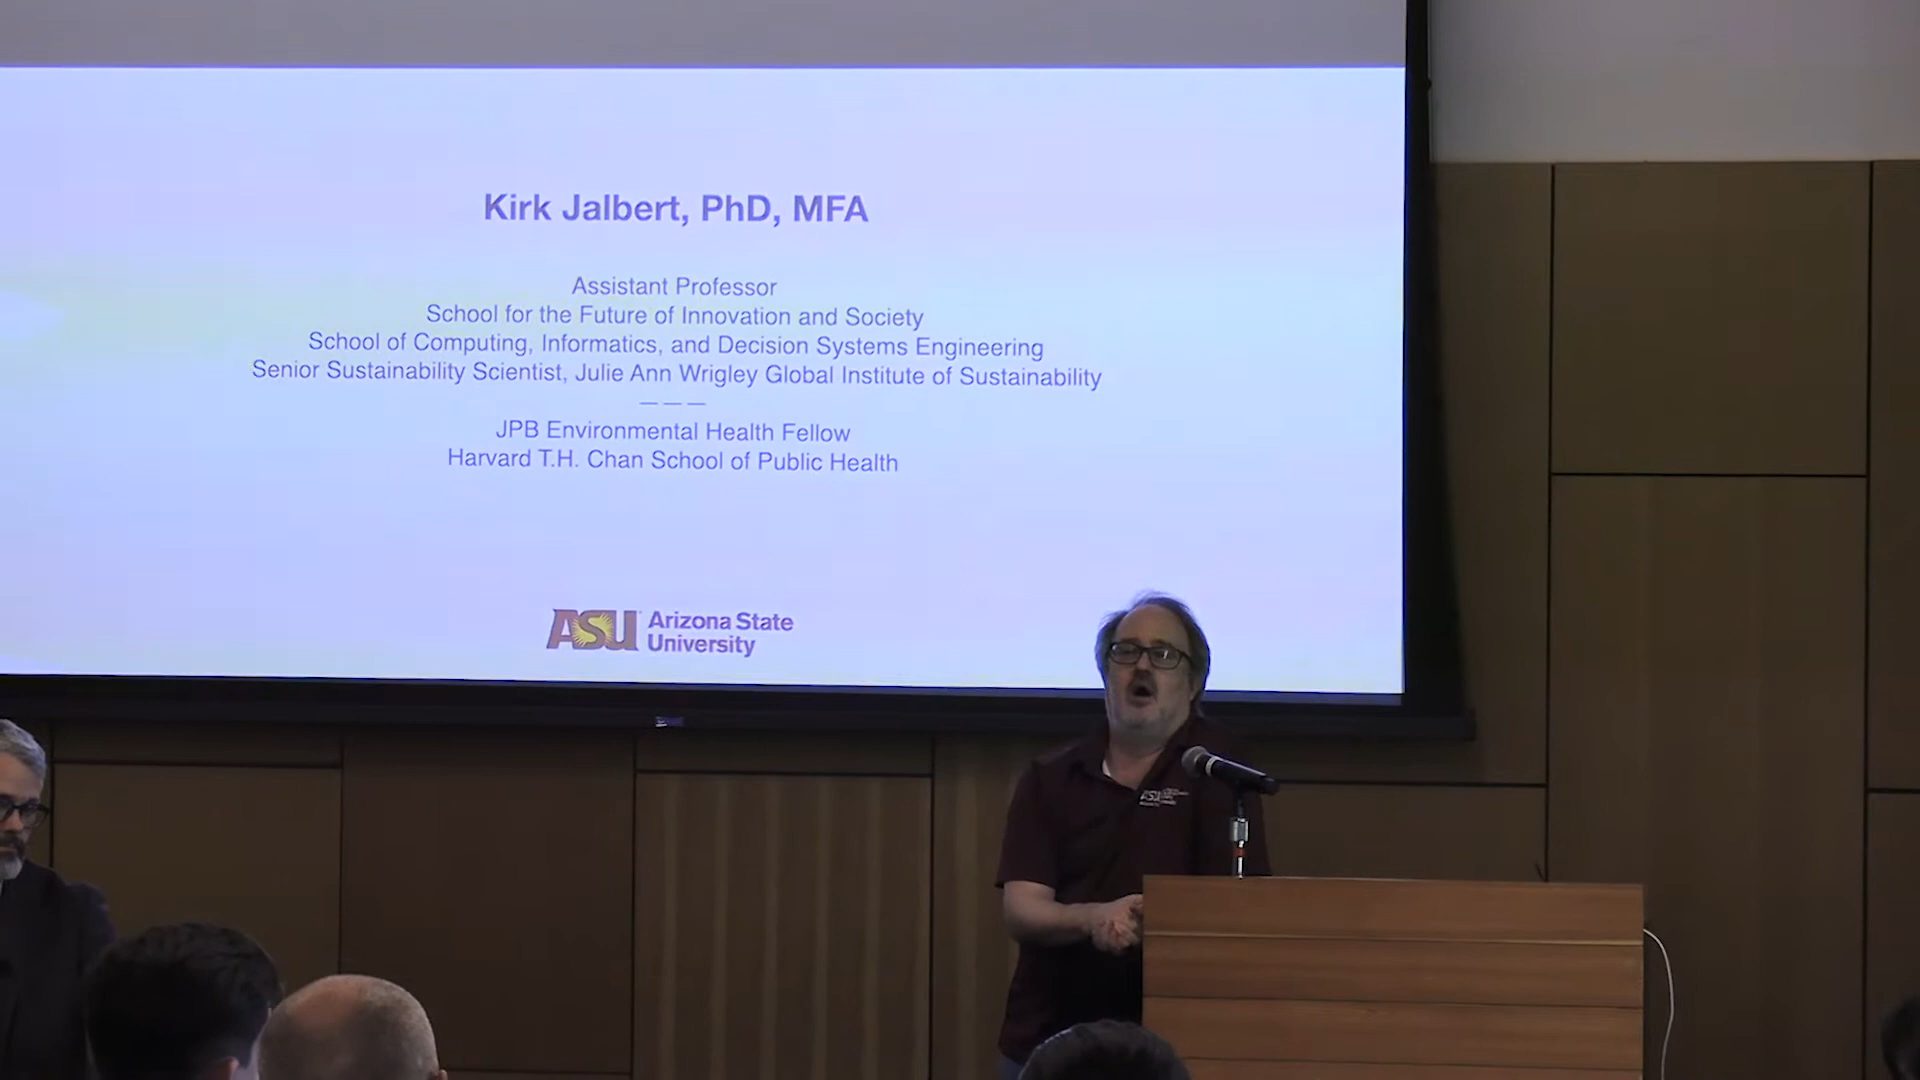 Kirk Jalbert, PhD, MFA
Assistant Professor
School for the Future of Innovation and Society
School of Computing, Informatics, and Decision Systems Engineering
Senior Sustainability Scientist, Julie Ann Wrigley Global Institute of Sustainability
— — —
JPB Environmental Health Fellow
Harvard T.H. Chan School of Public Health
ASU Arizona State
University
ASU